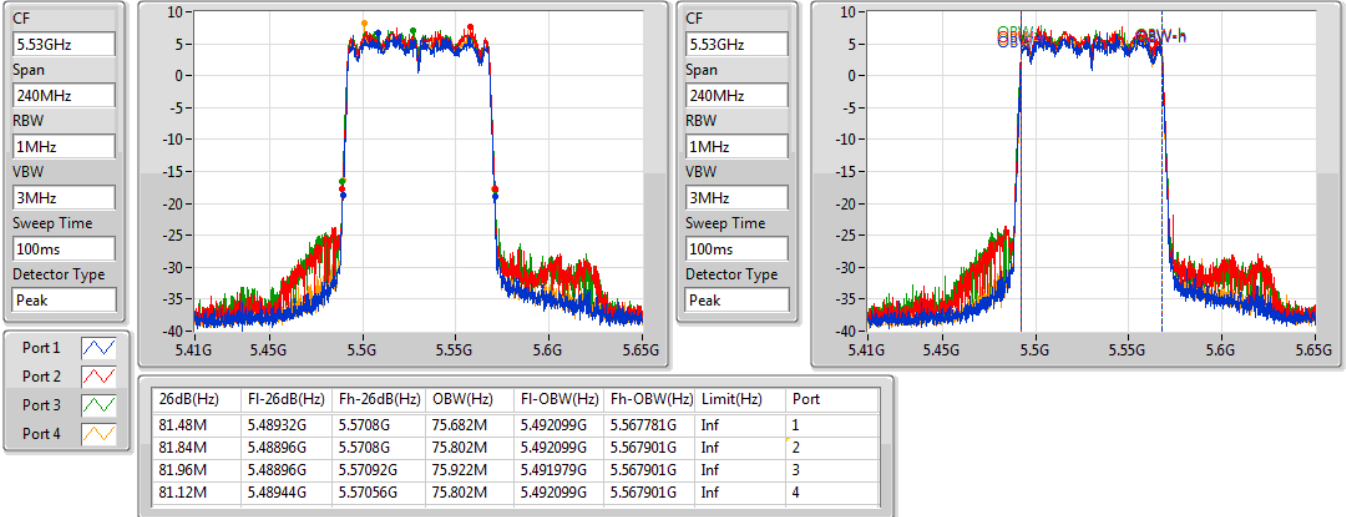 CF
5.53GHz
Span
240MHz
RBW
1MHz
VBW
3MHz
Sweep Time
100ms
Detector Type
Peak
10
5
0
-5
-10
-15
-20
-25
-30
-35
-40
5.41G 5.45G 5.5G 5.55G 5.6G 5.65G
CF
5.53GHz
Span
240MHz
RBW
1MHz
VBW
3MHz
Sweep Time
100ms
Detector Type
Peak
10
5
0
-5
-10
-15
-20
-25
-30
-35
-40
OBW-h
5.41G 5.45G 5.5G 5.55G 5.6G 5.65G
Port 1
Port 2
Port 3
Port 4
26dB(Hz) Fl-26dB(Hz) Fh-26dB(Hz) OBW(Hz) Fl-OBW(Hz) Fh-OBW(Hz) Limit(Hz) Port
81.48M 5.48932G 5.5708G 75.682M 5.492099G 5.567781G Inf 1
81.84M 5.48896G 5.5708G 75.802M 5.492099G 5.567901G Inf 2
81.96M 5.48896G 5.57092G 75.922M 5.491979G 5.567901G Inf 3
81.12M 5.48944G 5.57056G 75.802M 5.492099G 5.567901G Inf 4